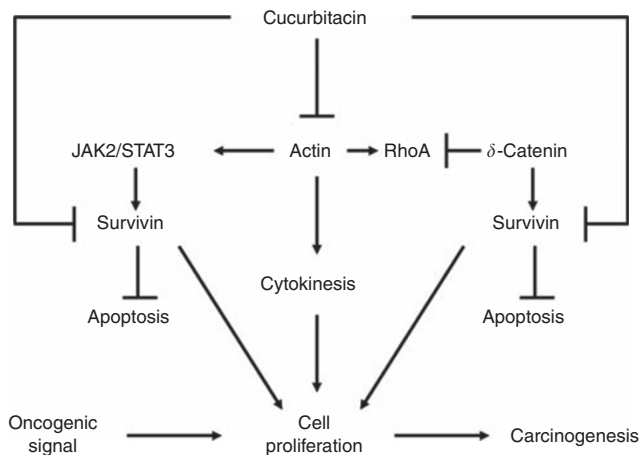 Cucurbitacin
JAK2/STAT3
Actin
RhoA
δ-Catenin
Survivin
Survivin
Cytokinesis
Apoptosis
Apoptosis
Oncogenic
signal
Cell
proliferation
Carcinogenesis